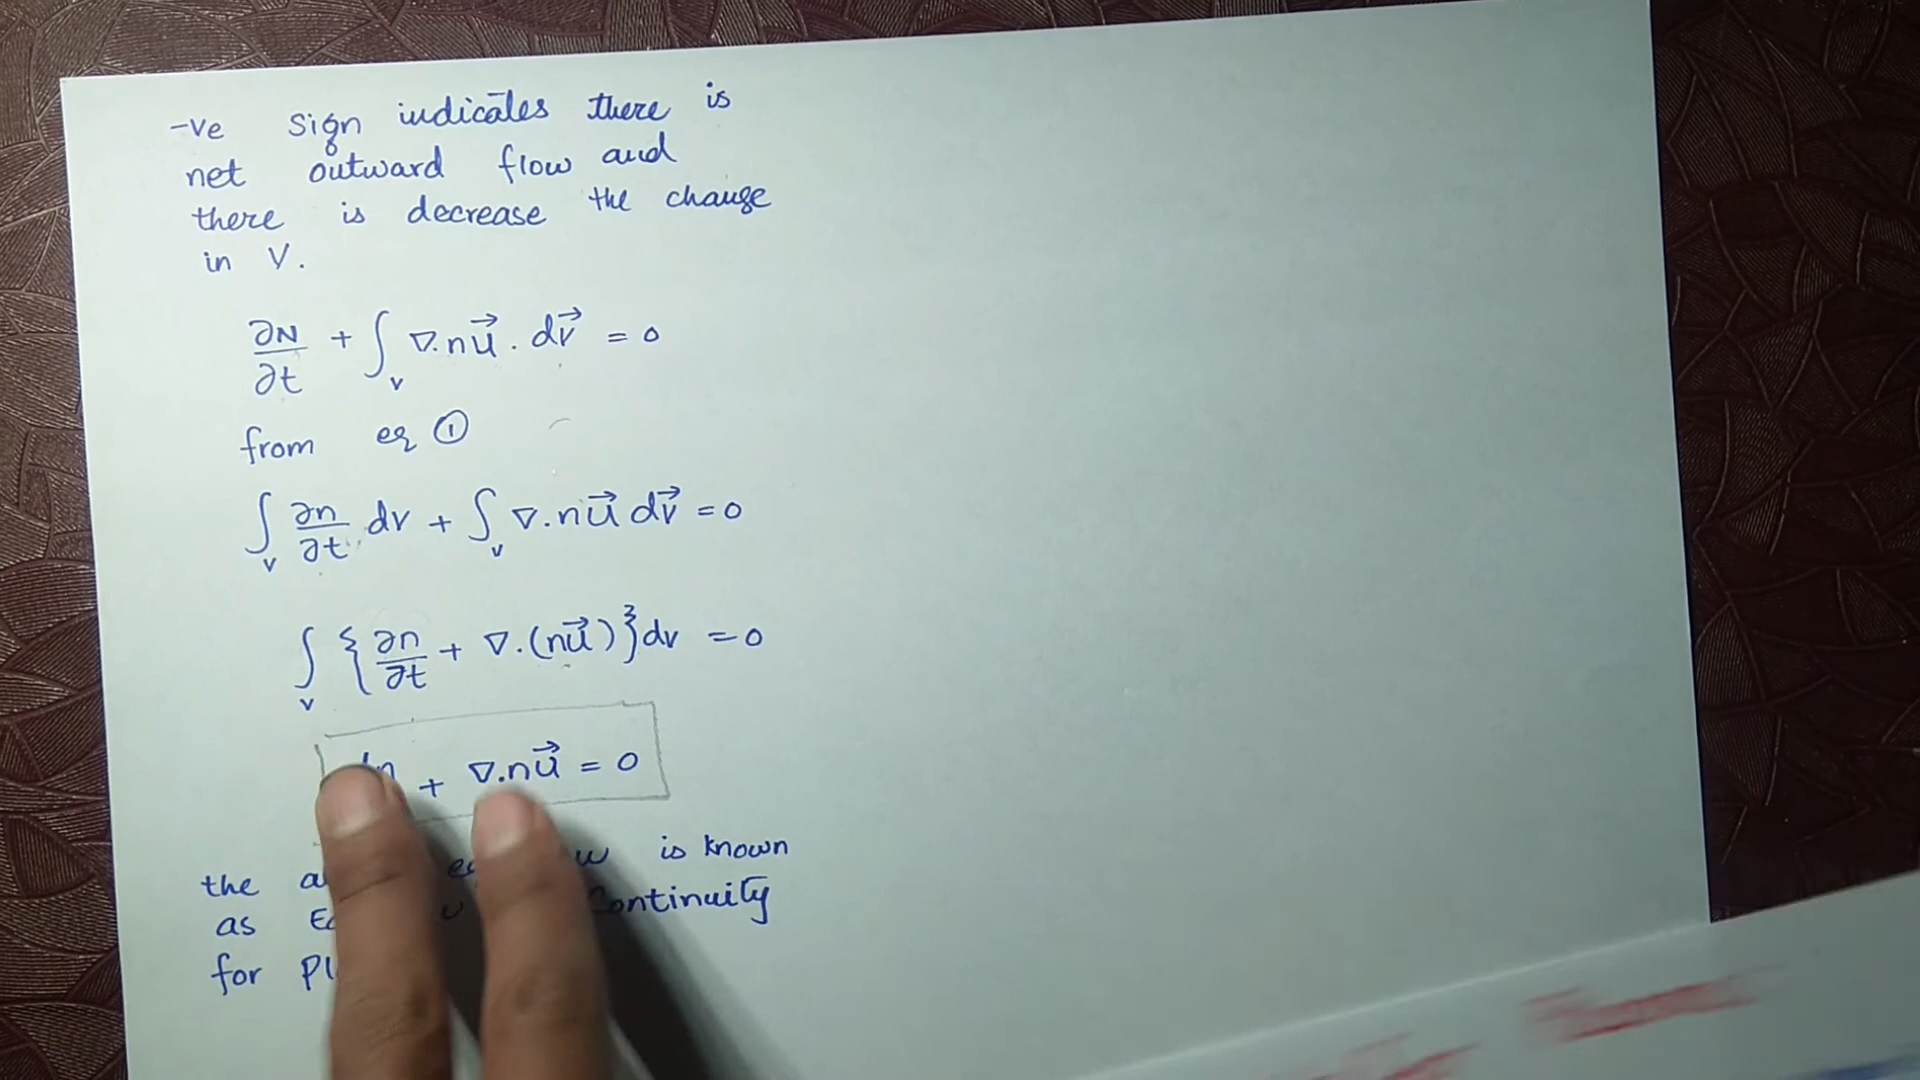 -ve sign indicates there is
net outward flow and
there is decrease the change
in V.
∂N/∂t + ∫_v ∇.nu⃗ . dv⃗ = 0
from eq ①
∫_v ∂n/∂t dv + ∫_v ∇.nu⃗ dv⃗ = 0
∫_v {∂n/∂t + ∇.(nu⃗)} dv = 0
+ ∇.nu⃗ = 0
the is known
as Continuity
for